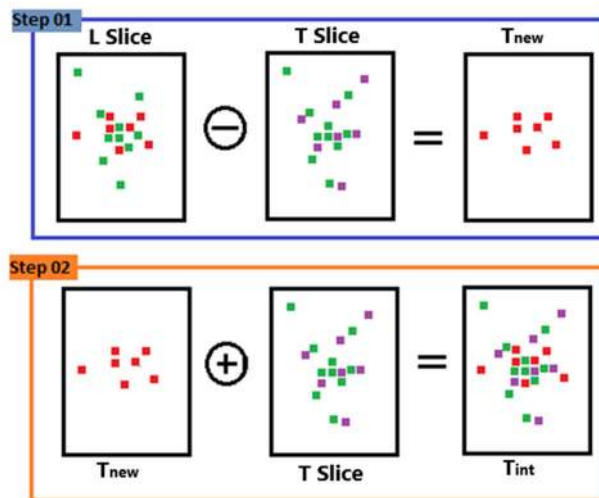 Step 01
L Slice T Slice Tnew
− =
Step 02
+ =
Tnew T Slice Tint